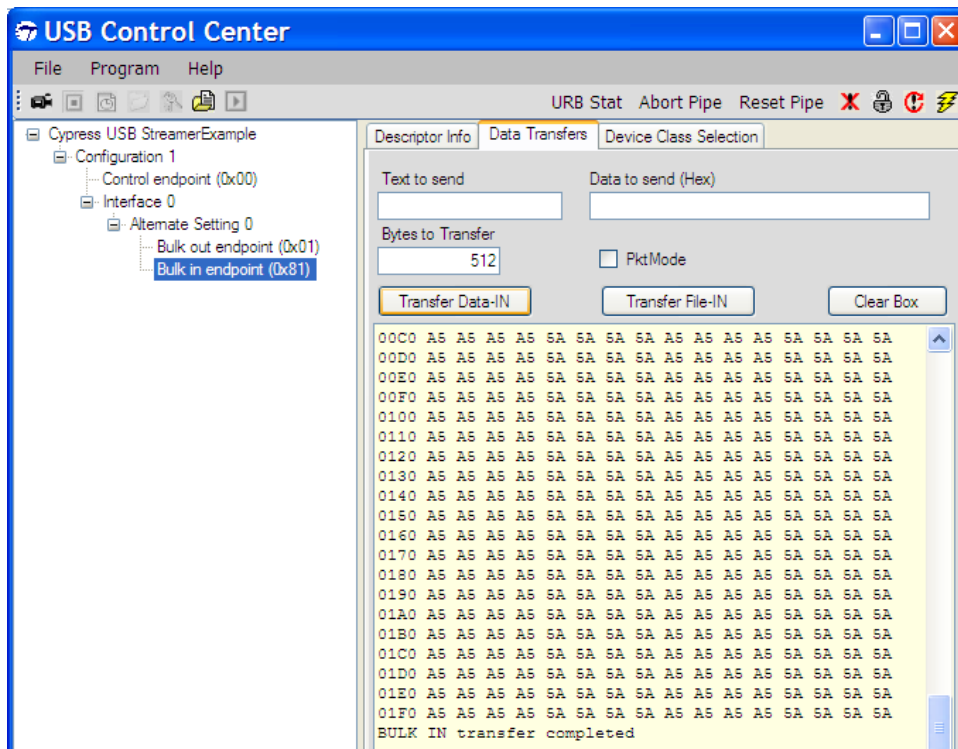 USB Control Center
File Program Help
URB Stat Abort Pipe Reset Pipe
Cypress USB StreamerExample
Configuration 1
Control endpoint (0x00)
Interface 0
Alternate Setting 0
Bulk out endpoint (0x01)
Bulk in endpoint (0x81)
Descriptor Info Data Transfers Device Class Selection
Text to send Data to send (Hex)
Bytes to Transfer
512 PktMode
Transfer Data-IN Transfer File-IN Clear Box
00C0 A5 A5 A5 A5 5A 5A 5A 5A A5 A5 A5 A5 5A 5A 5A 5A
00D0 A5 A5 A5 A5 5A 5A 5A 5A A5 A5 A5 A5 5A 5A 5A 5A
00E0 A5 A5 A5 A5 5A 5A 5A 5A A5 A5 A5 A5 5A 5A 5A 5A
00F0 A5 A5 A5 A5 5A 5A 5A 5A A5 A5 A5 A5 5A 5A 5A 5A
0100 A5 A5 A5 A5 5A 5A 5A 5A A5 A5 A5 A5 5A 5A 5A 5A
0110 A5 A5 A5 A5 5A 5A 5A 5A A5 A5 A5 A5 5A 5A 5A 5A
0120 A5 A5 A5 A5 5A 5A 5A 5A A5 A5 A5 A5 5A 5A 5A 5A
0130 A5 A5 A5 A5 5A 5A 5A 5A A5 A5 A5 A5 5A 5A 5A 5A
0140 A5 A5 A5 A5 5A 5A 5A 5A A5 A5 A5 A5 5A 5A 5A 5A
0150 A5 A5 A5 A5 5A 5A 5A 5A A5 A5 A5 A5 5A 5A 5A 5A
0160 A5 A5 A5 A5 5A 5A 5A 5A A5 A5 A5 A5 5A 5A 5A 5A
0170 A5 A5 A5 A5 5A 5A 5A 5A A5 A5 A5 A5 5A 5A 5A 5A
0180 A5 A5 A5 A5 5A 5A 5A 5A A5 A5 A5 A5 5A 5A 5A 5A
0190 A5 A5 A5 A5 5A 5A 5A 5A A5 A5 A5 A5 5A 5A 5A 5A
01A0 A5 A5 A5 A5 5A 5A 5A 5A A5 A5 A5 A5 5A 5A 5A 5A
01B0 A5 A5 A5 A5 5A 5A 5A 5A A5 A5 A5 A5 5A 5A 5A 5A
01C0 A5 A5 A5 A5 5A 5A 5A 5A A5 A5 A5 A5 5A 5A 5A 5A
01D0 A5 A5 A5 A5 5A 5A 5A 5A A5 A5 A5 A5 5A 5A 5A 5A
01E0 A5 A5 A5 A5 5A 5A 5A 5A A5 A5 A5 A5 5A 5A 5A 5A
01F0 A5 A5 A5 A5 5A 5A 5A 5A A5 A5 A5 A5 5A 5A 5A 5A
BULK IN transfer completed